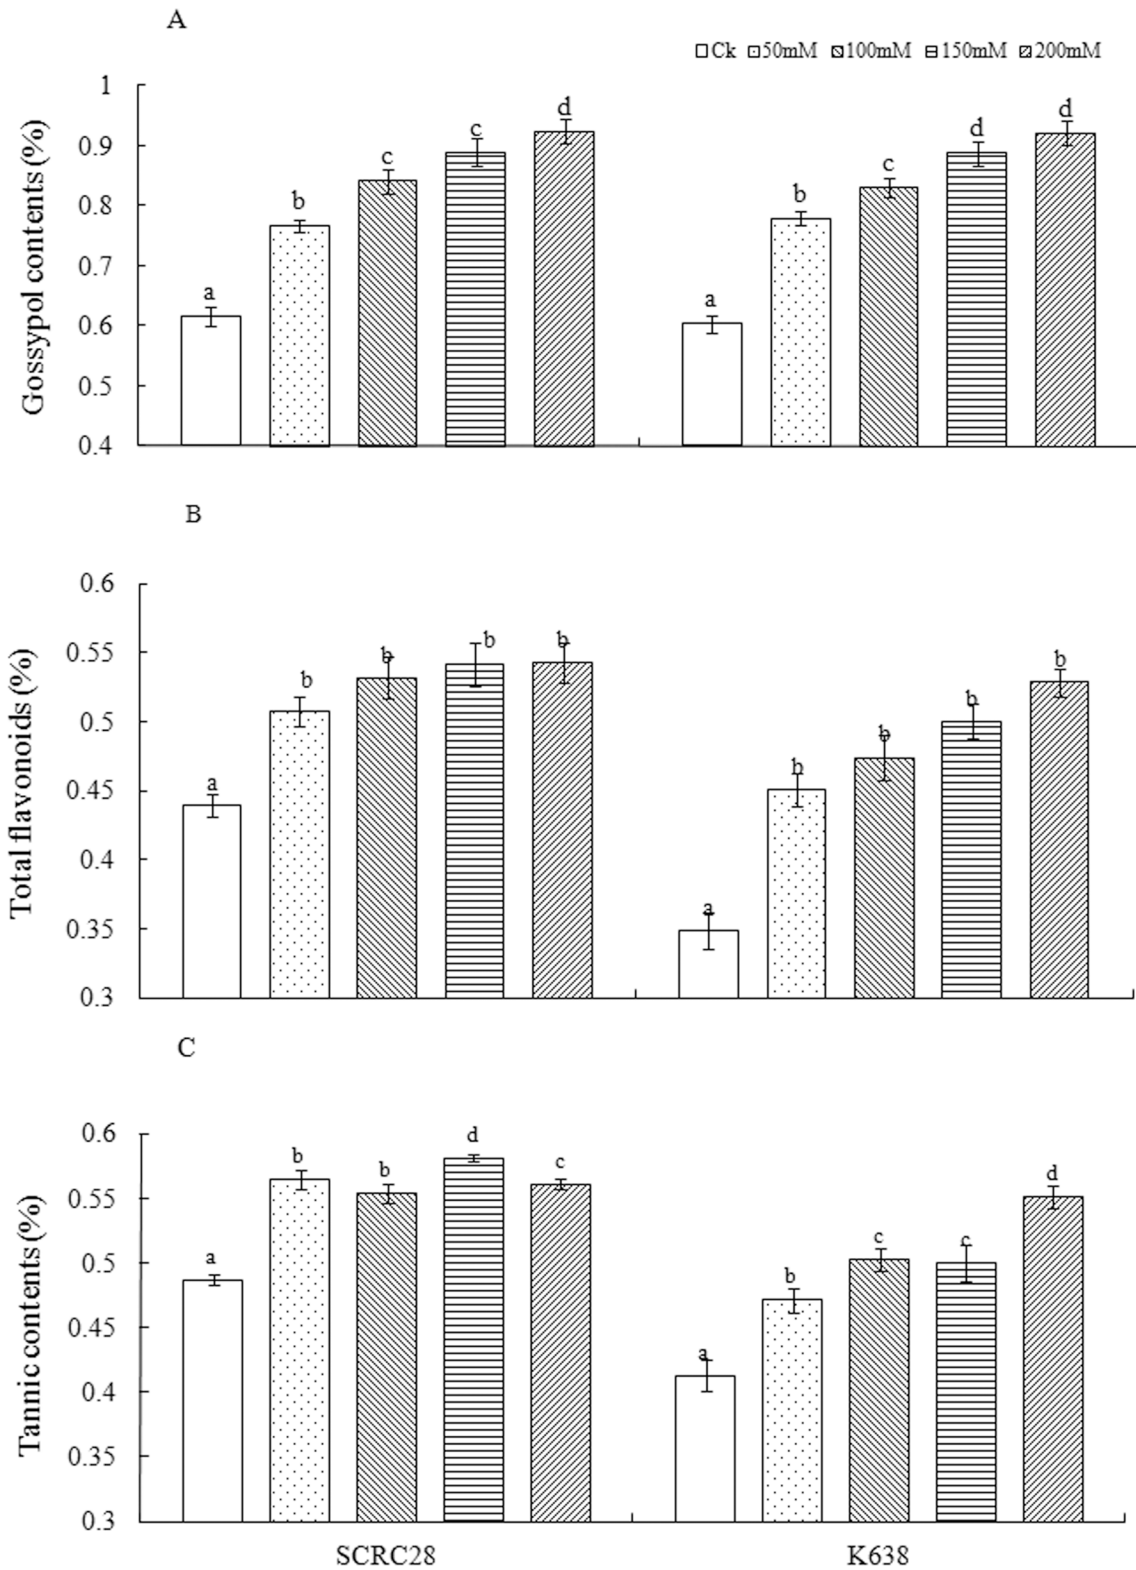 A
Ck 50mM 100mM 150mM 200mM
Gossypol contents (%)
1
0.9
0.8
0.7
0.6
0.5
0.4
a b c c d a b c d d
B
Total flavonoids (%)
0.6
0.55
0.5
0.45
0.4
0.35
0.3
a b b b b a b b b b
C
Tannic contents (%)
0.6
0.55
0.5
0.45
0.4
0.35
0.3
a b b d c a b c c d
SCRC28 K638